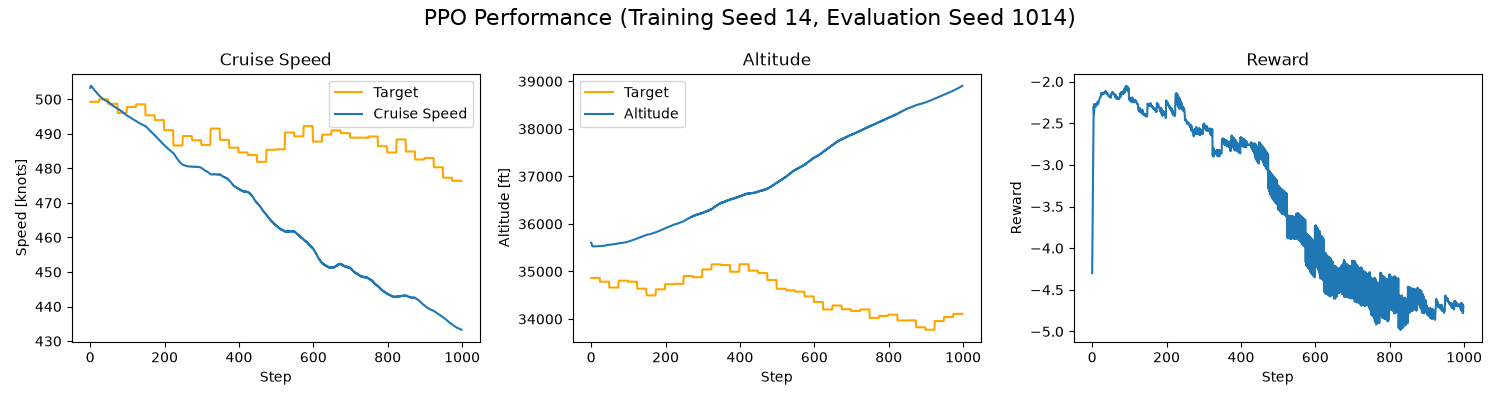 PPO Performance (Training Seed 14, Evaluation Seed 1014)
Cruise Speed
Speed [knots]
500
490
480
470
460
450
440
430
0 200 400 600 800 1000
Step
Target
Cruise Speed
Altitude
Altitude [ft]
39000
38000
37000
36000
35000
34000
0 200 400 600 800 1000
Step
Target
Altitude
Reward
Reward
−2.0
−2.5
−3.0
−3.5
−4.0
−4.5
−5.0
0 200 400 600 800 1000
Step